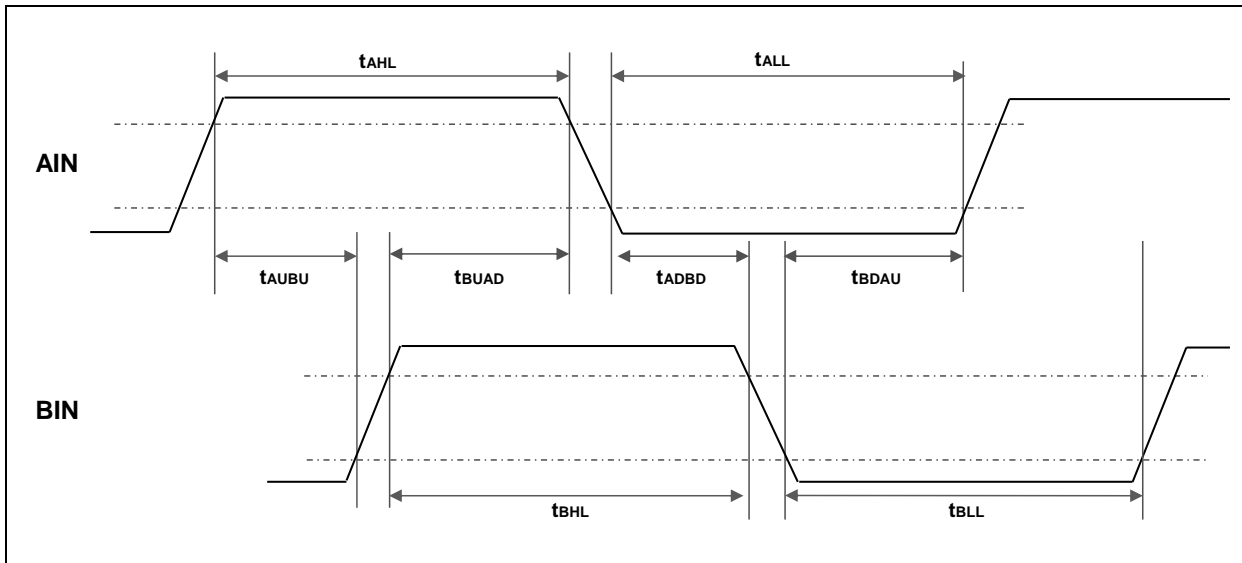 tAHL
tALL
AIN
tAUBU
tBUAD
tADBD
tBDAU
BIN
tBHL
tBLL